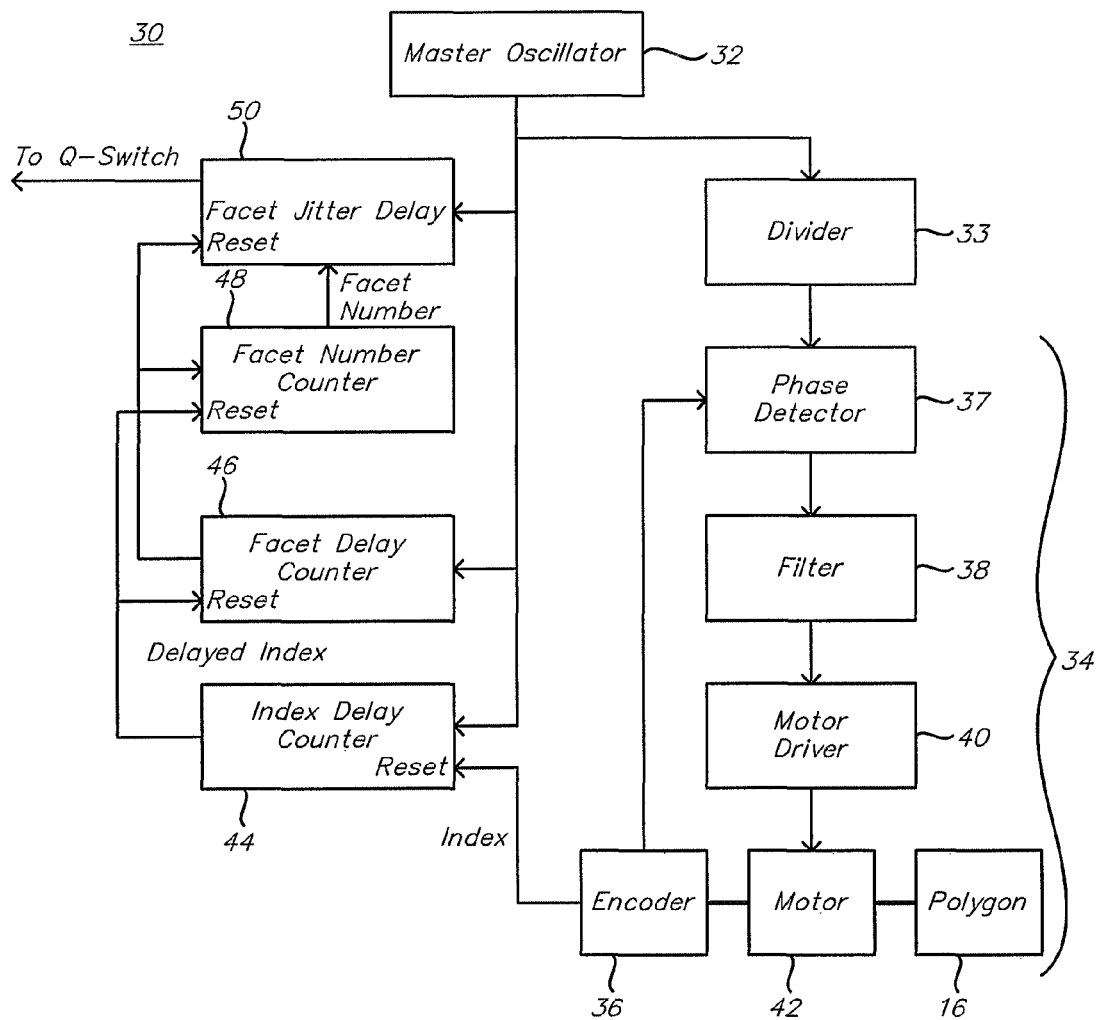 30
Master Oscillator
32
50
To Q-Switch
Facet Jitter Delay
Reset
Divider
33
48
Facet
Number
Facet Number
Counter
Reset
Phase
Detector
37
46
Facet Delay
Counter
Reset
Filter
38
34
Delayed Index
Index Delay
Counter
Reset
Motor
Driver
40
44
Index
Encoder
Motor
Polygon
36
42
16